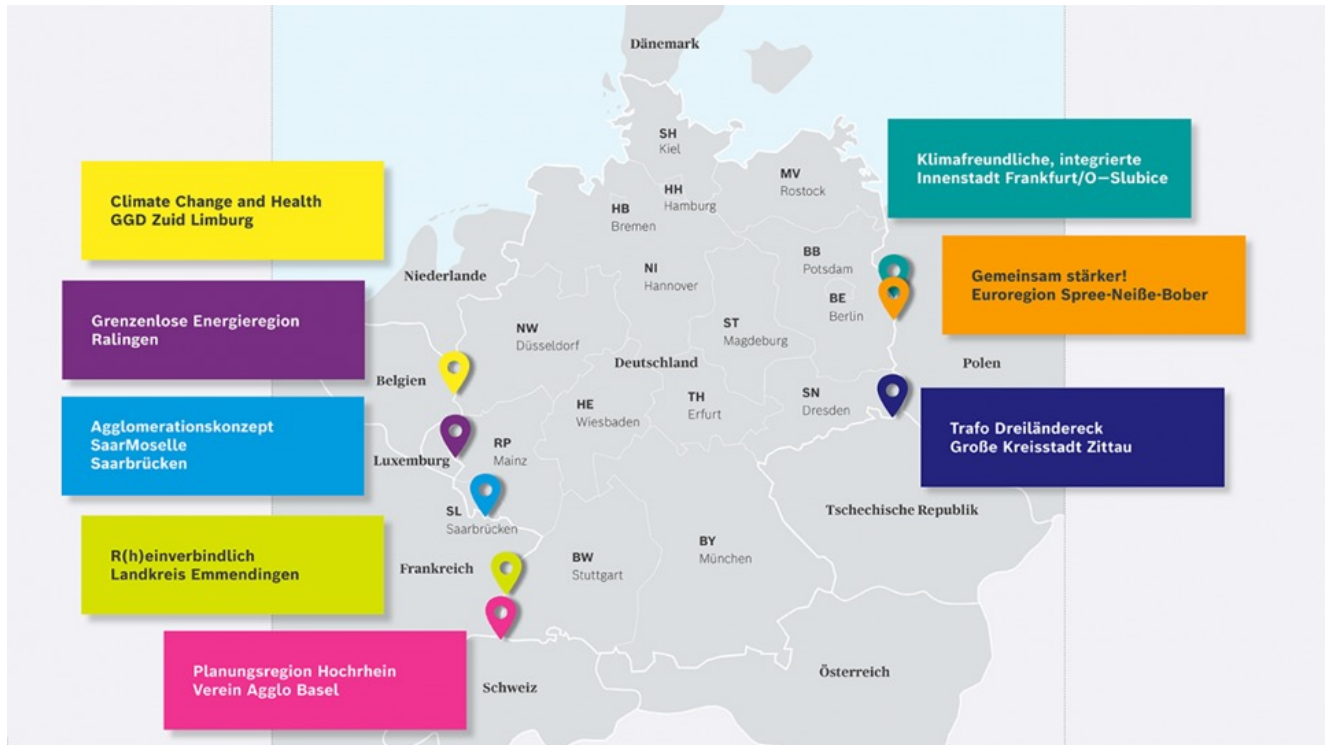 Dänemark
SH
Kiel
MV
Rostock
HH
Hamburg
HB
Bremen
Klimafreundliche, integrierte
Innenstadt Frankfurt/O–Slubice
Climate Change and Health
GGD Zuid Limburg
BB
Potsdam
Niederlande
NI
Hannover
BE
Berlin
Gemeinsam stärker!
Euroregion Spree-Neiße-Bober
Grenzenlose Energieregion
Ralingen
NW
Düsseldorf
ST
Magdeburg
Deutschland
Polen
Belgien
HE
Wiesbaden
TH
Erfurt
SN
Dresden
Trafo Dreiländereck
Große Kreisstadt Zittau
Agglomerationskonzept
SaarMoselle
Saarbrücken
Luxemburg
RP
Mainz
SL
Saarbrücken
Tschechische Republik
R(h)einverbindlich
Landkreis Emmendingen
Frankreich
BW
Stuttgart
BY
München
Planungsregion Hochrhein
Verein Agglo Basel
Schweiz
Österreich